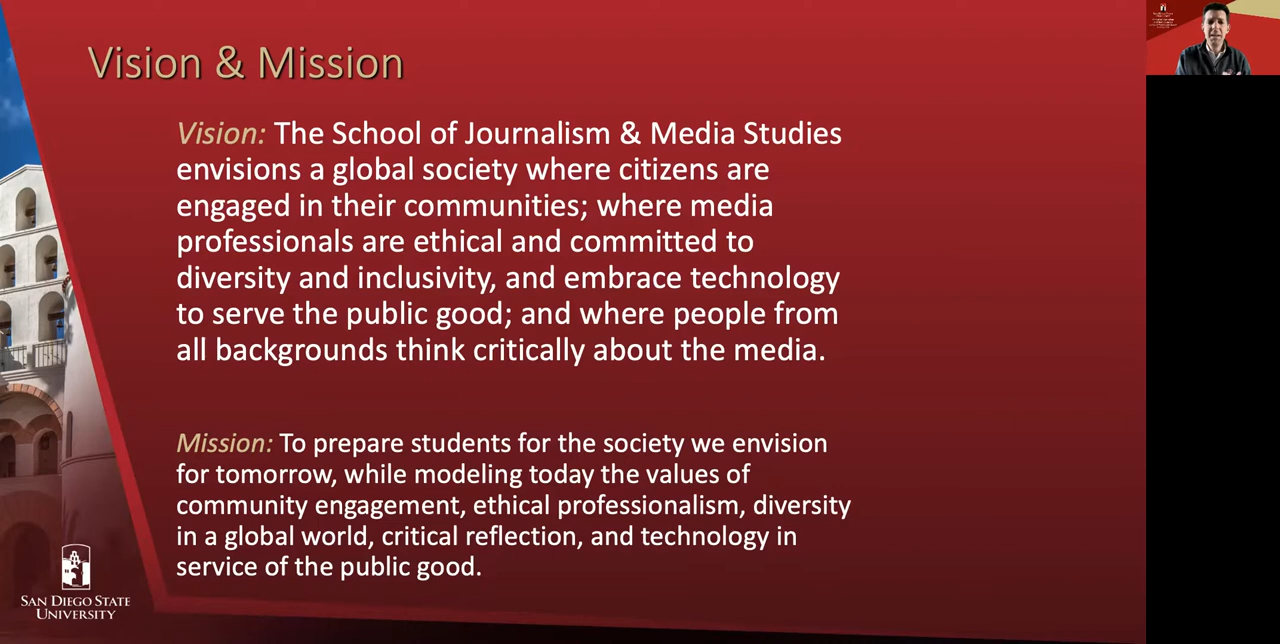 Vision & Mission
Vision: The School of Journalism & Media Studies
envisions a global society where citizens are
engaged in their communities; where media
professionals are ethical and committed to
diversity and inclusivity, and embrace technology
to serve the public good; and where people from
all backgrounds think critically about the media.
Mission: To prepare students for the society we envision
for tomorrow, while modeling today the values of
community engagement, ethical professionalism, diversity
in a global world, critical reflection, and technology in
service of the public good.
SAN DIEGO STATE
UNIVERSITY